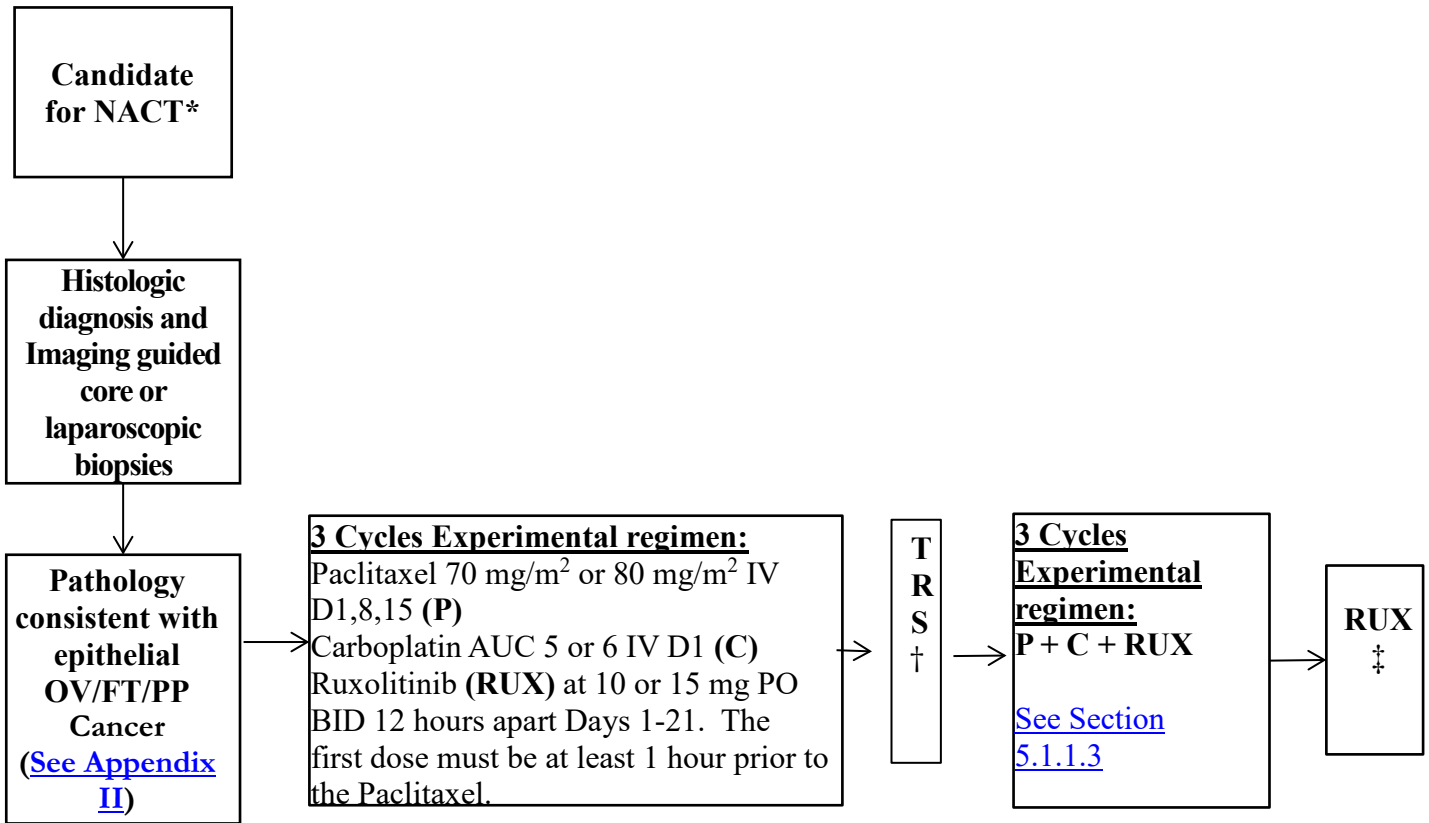 Candidate
for NACT*
Histologic
diagnosis and
Imaging guided
core or
laparoscopic
biopsies
Pathology
consistent with
epithelial
OV/FT/PP
Cancer
(See Appendix
II)
3 Cycles Experimental regimen:
Paclitaxel 70 mg/m² or 80 mg/m² IV
D1,8,15 (P)
Carboplatin AUC 5 or 6 IV D1 (C)
Ruxolitinib (RUX) at 10 or 15 mg PO
BID 12 hours apart Days 1-21.  The
first dose must be at least 1 hour prior to
the Paclitaxel.
T
R
S
†
3 Cycles
Experimental
regimen:
P + C + RUX
See Section
5.1.1.3
RUX
‡